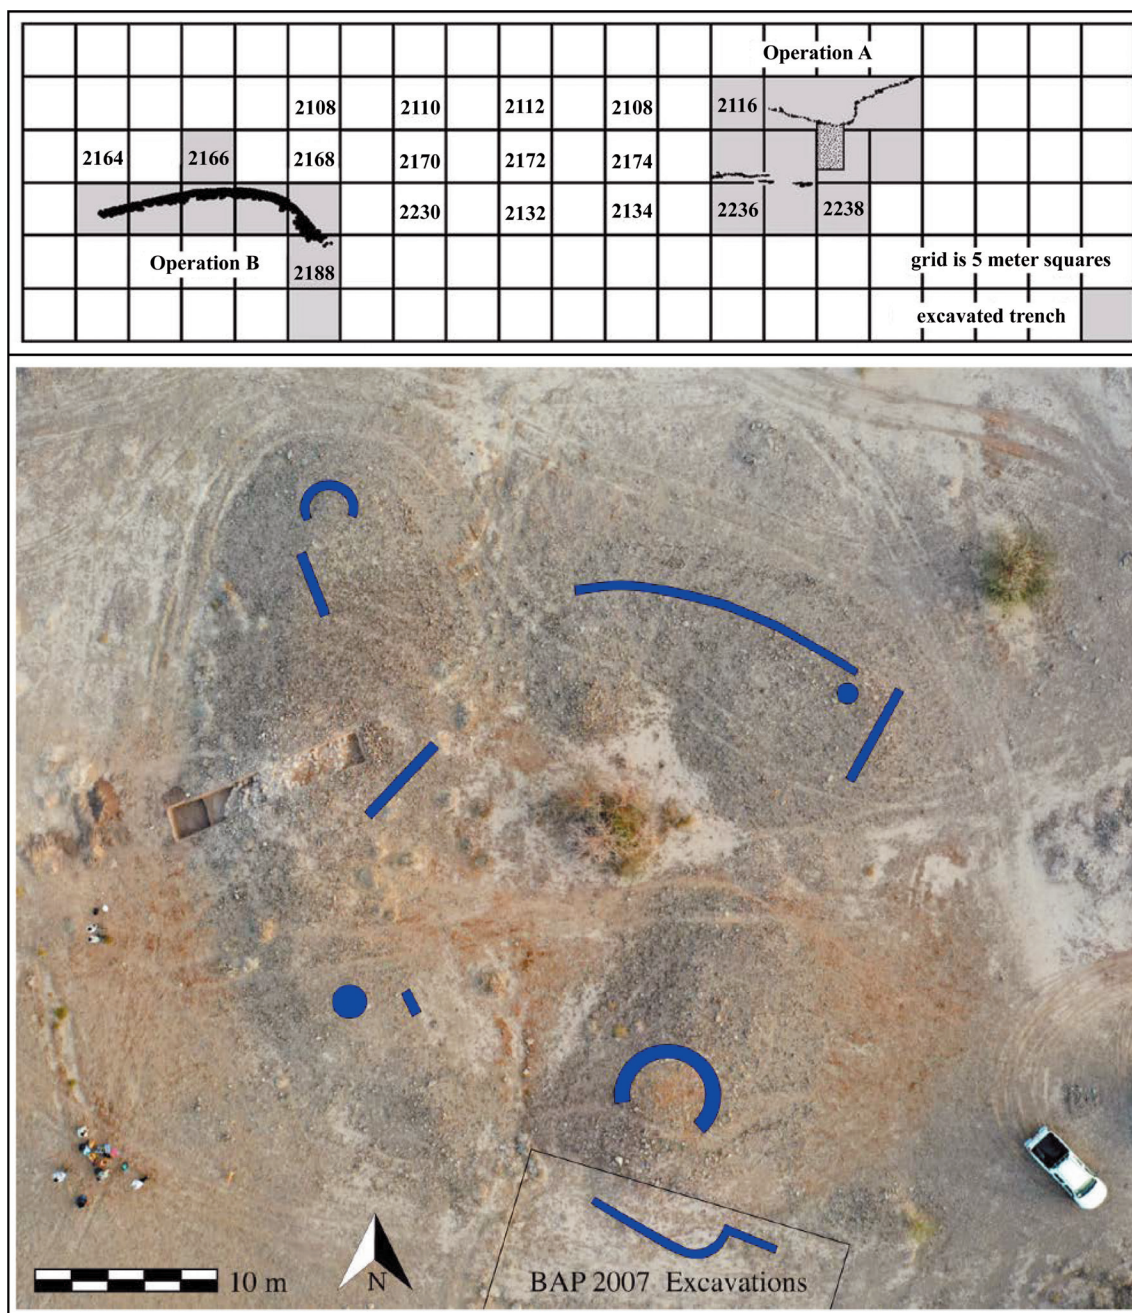 Operation A
2108 2110 2112 2108 2116
2164 2166 2168 2170 2172 2174
2230 2132 2134 2236 2238
Operation B 2188 grid is 5 meter squares
excavated trench
10 m N BAP 2007 Excavations